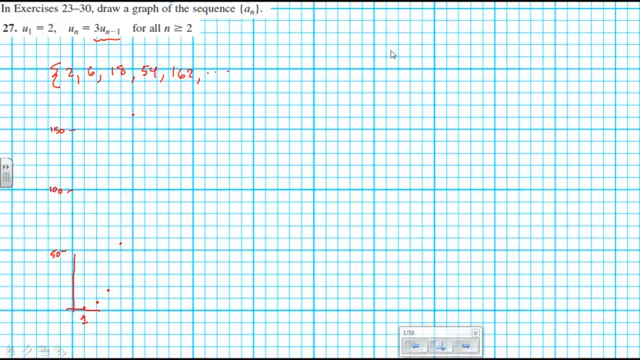 In Exercises 23–30, draw a graph of the sequence {aₙ}.
27. u₁ = 2, uₙ = 3uₙ₋₁ for all n ≥ 2
{2, 6, 18, 54, 162, ...
150
100
50
1
1/58